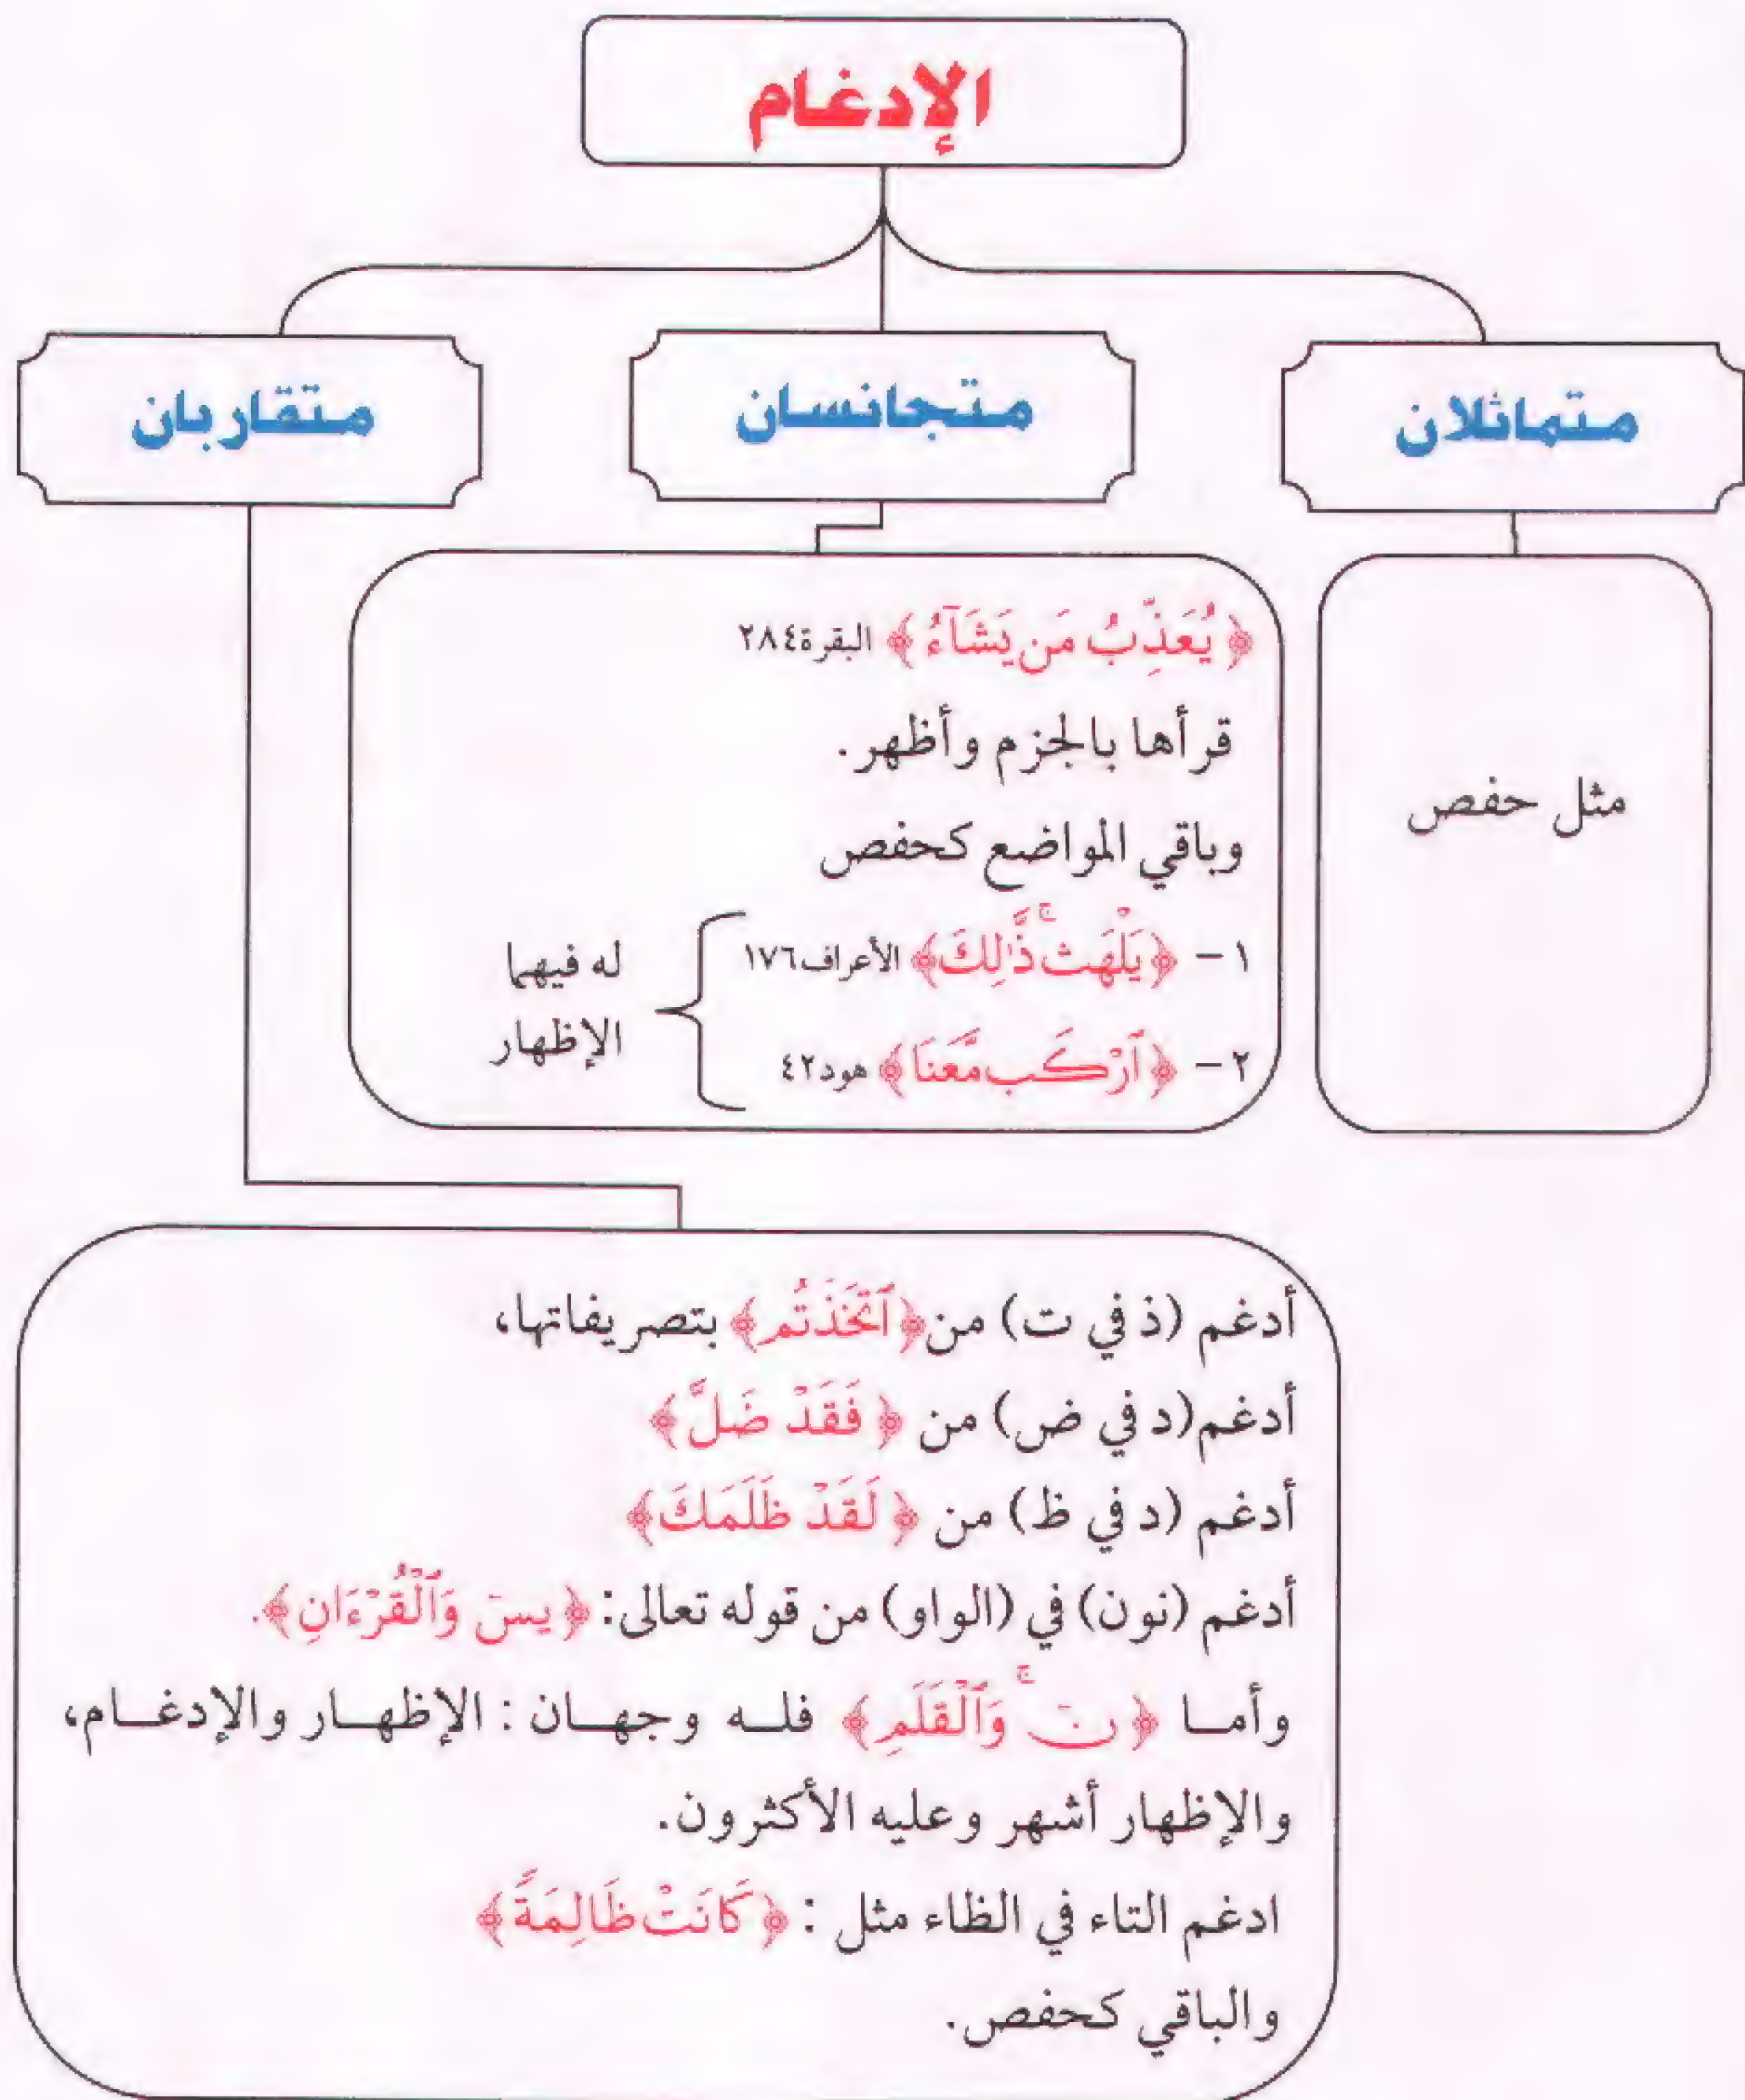 الإدغام
متماثلان
متجانسان
متقاربان
مثل حفص
﴿ يُعَذِّبُ مَن يَشَآءُ ﴾ البقرة٢٨٤
قرأها بالجزم وأظهر.
وباقي المواضع كحفص
١ - ﴿يَلْهَثۚ ذَّٰلِكَ﴾ الأعراف١٧٦
٢ - ﴿ٱرْكَب مَّعَنَا﴾ هود٤٢
له فيهما
الإظهار
أدغم (ذ في ت) من ﴿ٱتَّخَذتُم﴾ بتصريفاتها،
أدغم(د في ض) من ﴿ فَقَدْ ضَلَّ﴾
أدغم (د في ظ) من ﴿ لَقَدْ ظَلَمَكَ﴾
أدغم (نون) في (الواو) من قوله تعالى: ﴿يسٓ وَٱلْقُرْءَانِ﴾.
وأما ﴿نٓۚ وَٱلْقَلَمِ﴾ فله وجهان : الإظهار والإدغام،
والإظهار أشهر وعليه الأكثرون.
ادغم التاء في الظاء مثل : ﴿كَانَتْ ظَالِمَةً﴾
والباقي كحفص.